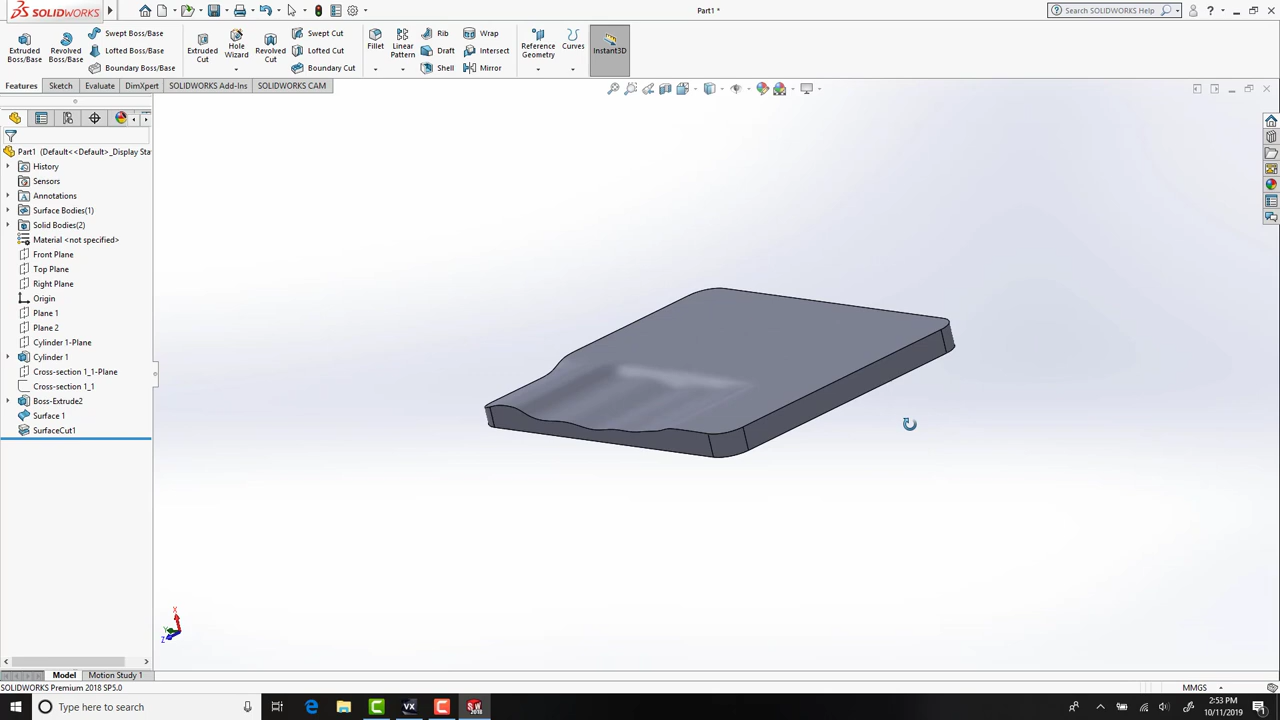 SOLIDWORKS
Part1 *
Search SOLIDWORKS Help
Extruded Boss/Base
Revolved Boss/Base
Swept Boss/Base
Lofted Boss/Base
Boundary Boss/Base
Extruded Cut
Hole Wizard
Revolved Cut
Swept Cut
Lofted Cut
Boundary Cut
Fillet
Linear Pattern
Rib
Draft
Shell
Wrap
Intersect
Mirror
Reference Geometry
Curves
Instant3D
Features
Sketch
Evaluate
DimXpert
SOLIDWORKS Add-Ins
SOLIDWORKS CAM
Part1 (Default<<Default>_Display Sta
History
Sensors
Annotations
Surface Bodies(1)
Solid Bodies(2)
Material <not specified>
Front Plane
Top Plane
Right Plane
Origin
Plane 1
Plane 2
Cylinder 1-Plane
Cylinder 1
Cross-section 1_1-Plane
Cross-section 1_1
Boss-Extrude2
Surface 1
SurfaceCut1
X
Y
Z
Model
Motion Study 1
SOLIDWORKS Premium 2018 SP5.0
MMGS
Type here to search
VX
SW
2018
2:53 PM
10/11/2019
1